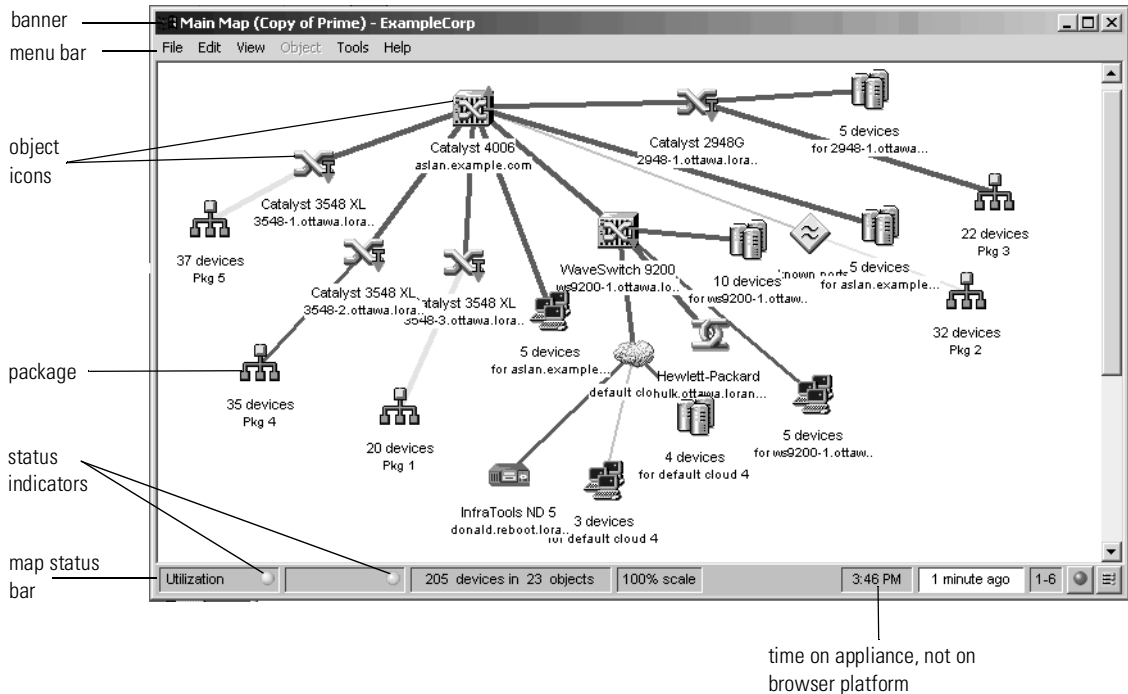 banner
Main Map (Copy of Prime) - ExampleCorp
menu bar
File Edit View Object Tools Help
object
icons
Catalyst 4006
aslan.example.com
Catalyst 2948G
2948-1.ottawa.lora..
5 devices
for 2948-1.ottawa...
Catalyst 3548 XL
3548-1.ottawa.lora..
37 devices
Pkg 5
22 devices
Pkg 3
WaveSwitch 9200
ws9200-1.ottawa.lo..
10 devices
for ws9200-1.ottaw..
known ports
5 devices
for aslan.example...
Catalyst 3548 XL
3548-2.ottawa.lora..
atalyst 3548 XL
3548-3.ottawa.lora..
32 devices
Pkg 2
5 devices
for aslan.example...
package
35 devices
Pkg 4
default clo
Hewlett-Packard
hulk.ottawa.loran...
20 devices
Pkg 1
4 devices
for default cloud 4
5 devices
for ws9200-1.ottaw..
status
indicators
InfraTools ND 5
donald.reboot.lora..
3 devices
for default cloud 4
map status
bar
Utilization
205 devices in 23 objects
100% scale
3:46 PM
1 minute ago
1-6
time on appliance, not on
browser platform